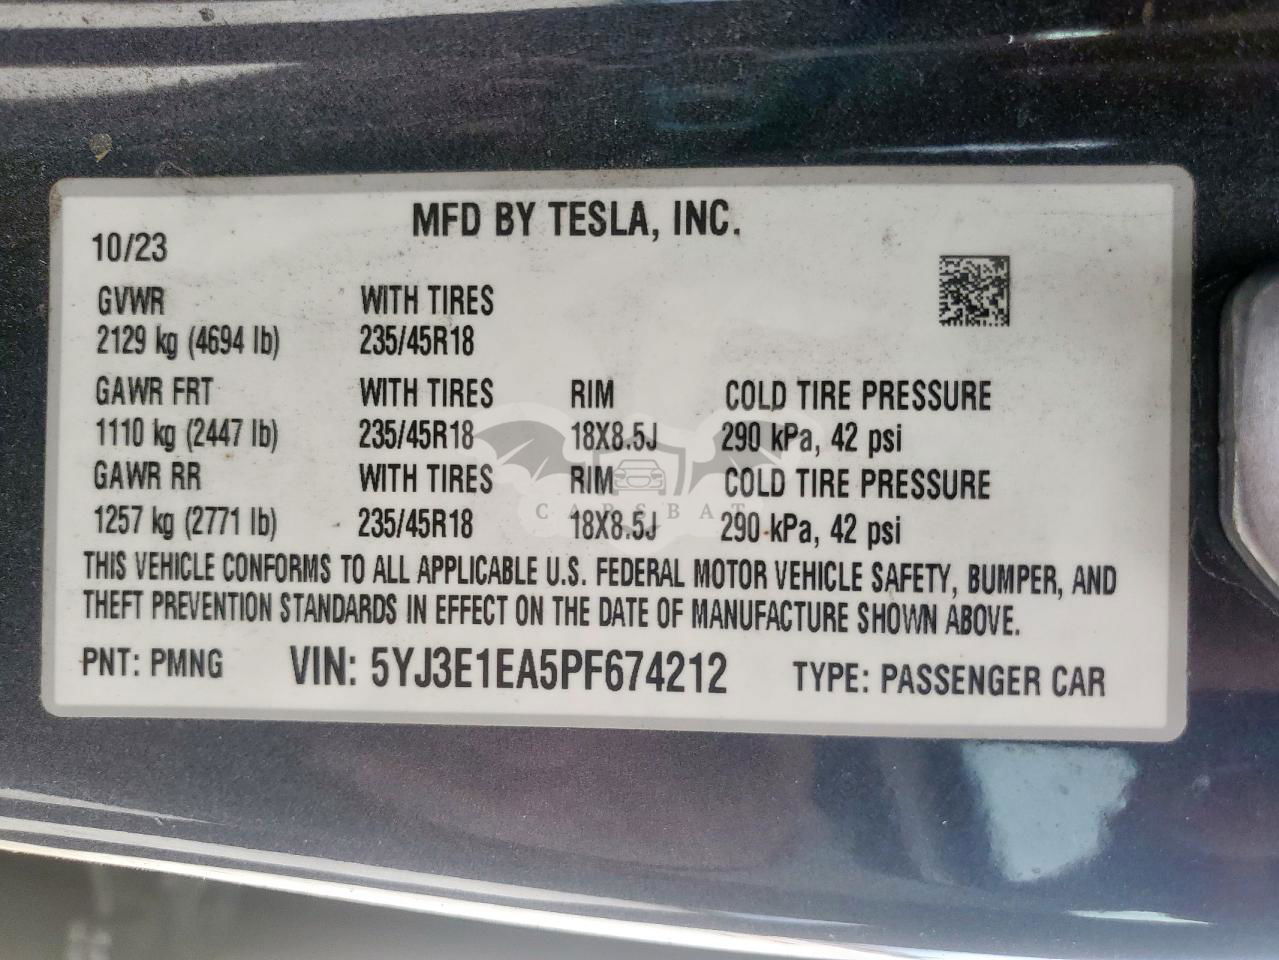 MFD BY TESLA, INC.
10/23
GVWR WITH TIRES
2129 kg (4694 lb) 235/45R18
GAWR FRT WITH TIRES RIM COLD TIRE PRESSURE
1110 kg (2447 lb) 235/45R18 18X8.5J 290 kPa, 42 psi
GAWR RR WITH TIRES RIM COLD TIRE PRESSURE
1257 kg (2771 lb) 235/45R18 18X8.5J 290 kPa, 42 psi
CARSBAT
THIS VEHICLE CONFORMS TO ALL APPLICABLE U.S. FEDERAL MOTOR VEHICLE SAFETY, BUMPER, AND
THEFT PREVENTION STANDARDS IN EFFECT ON THE DATE OF MANUFACTURE SHOWN ABOVE.
PNT: PMNG VIN: 5YJ3E1EA5PF674212 TYPE: PASSENGER CAR